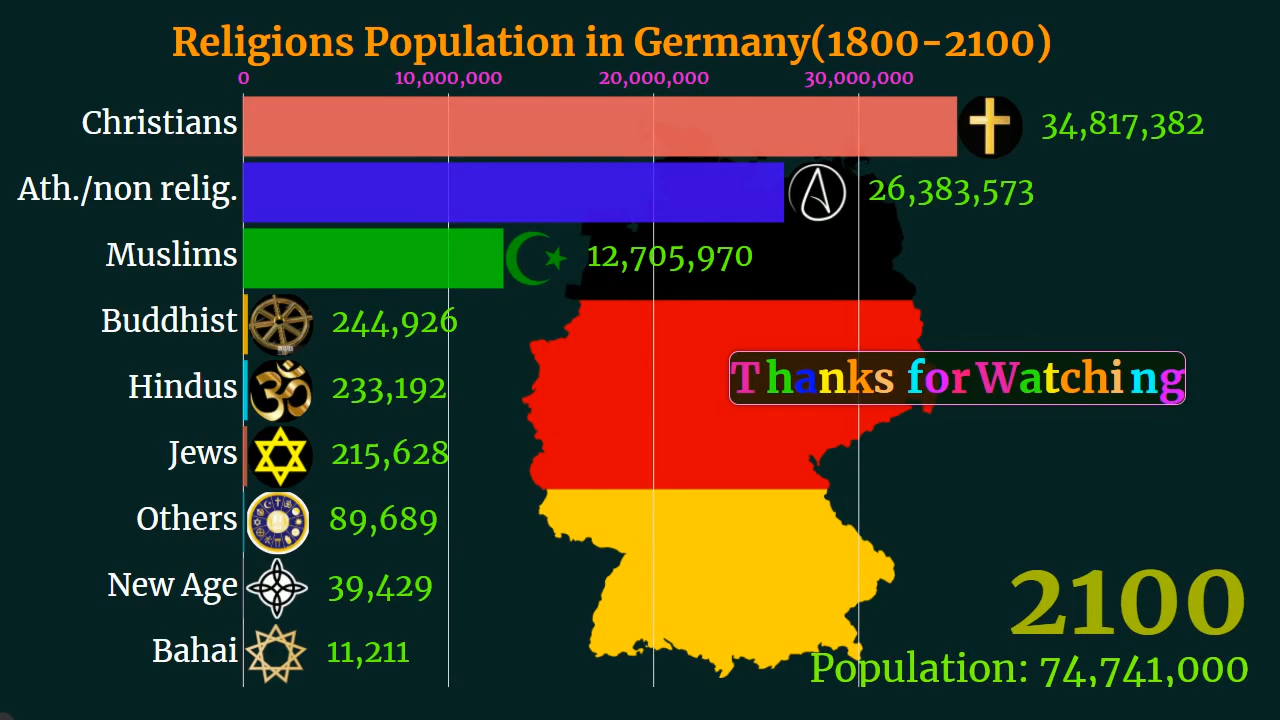 Religions Population in Germany(1800-2100)
0 10,000,000 20,000,000 30,000,000
Christians 34,817,382
Ath./non relig. 26,383,573
Muslims 12,705,970
Buddhist 244,926
Thanks for Watching
Hindus 233,192
Jews 215,628
Others 89,689
New Age 39,429
2100
Bahai 11,211
Population: 74,741,000